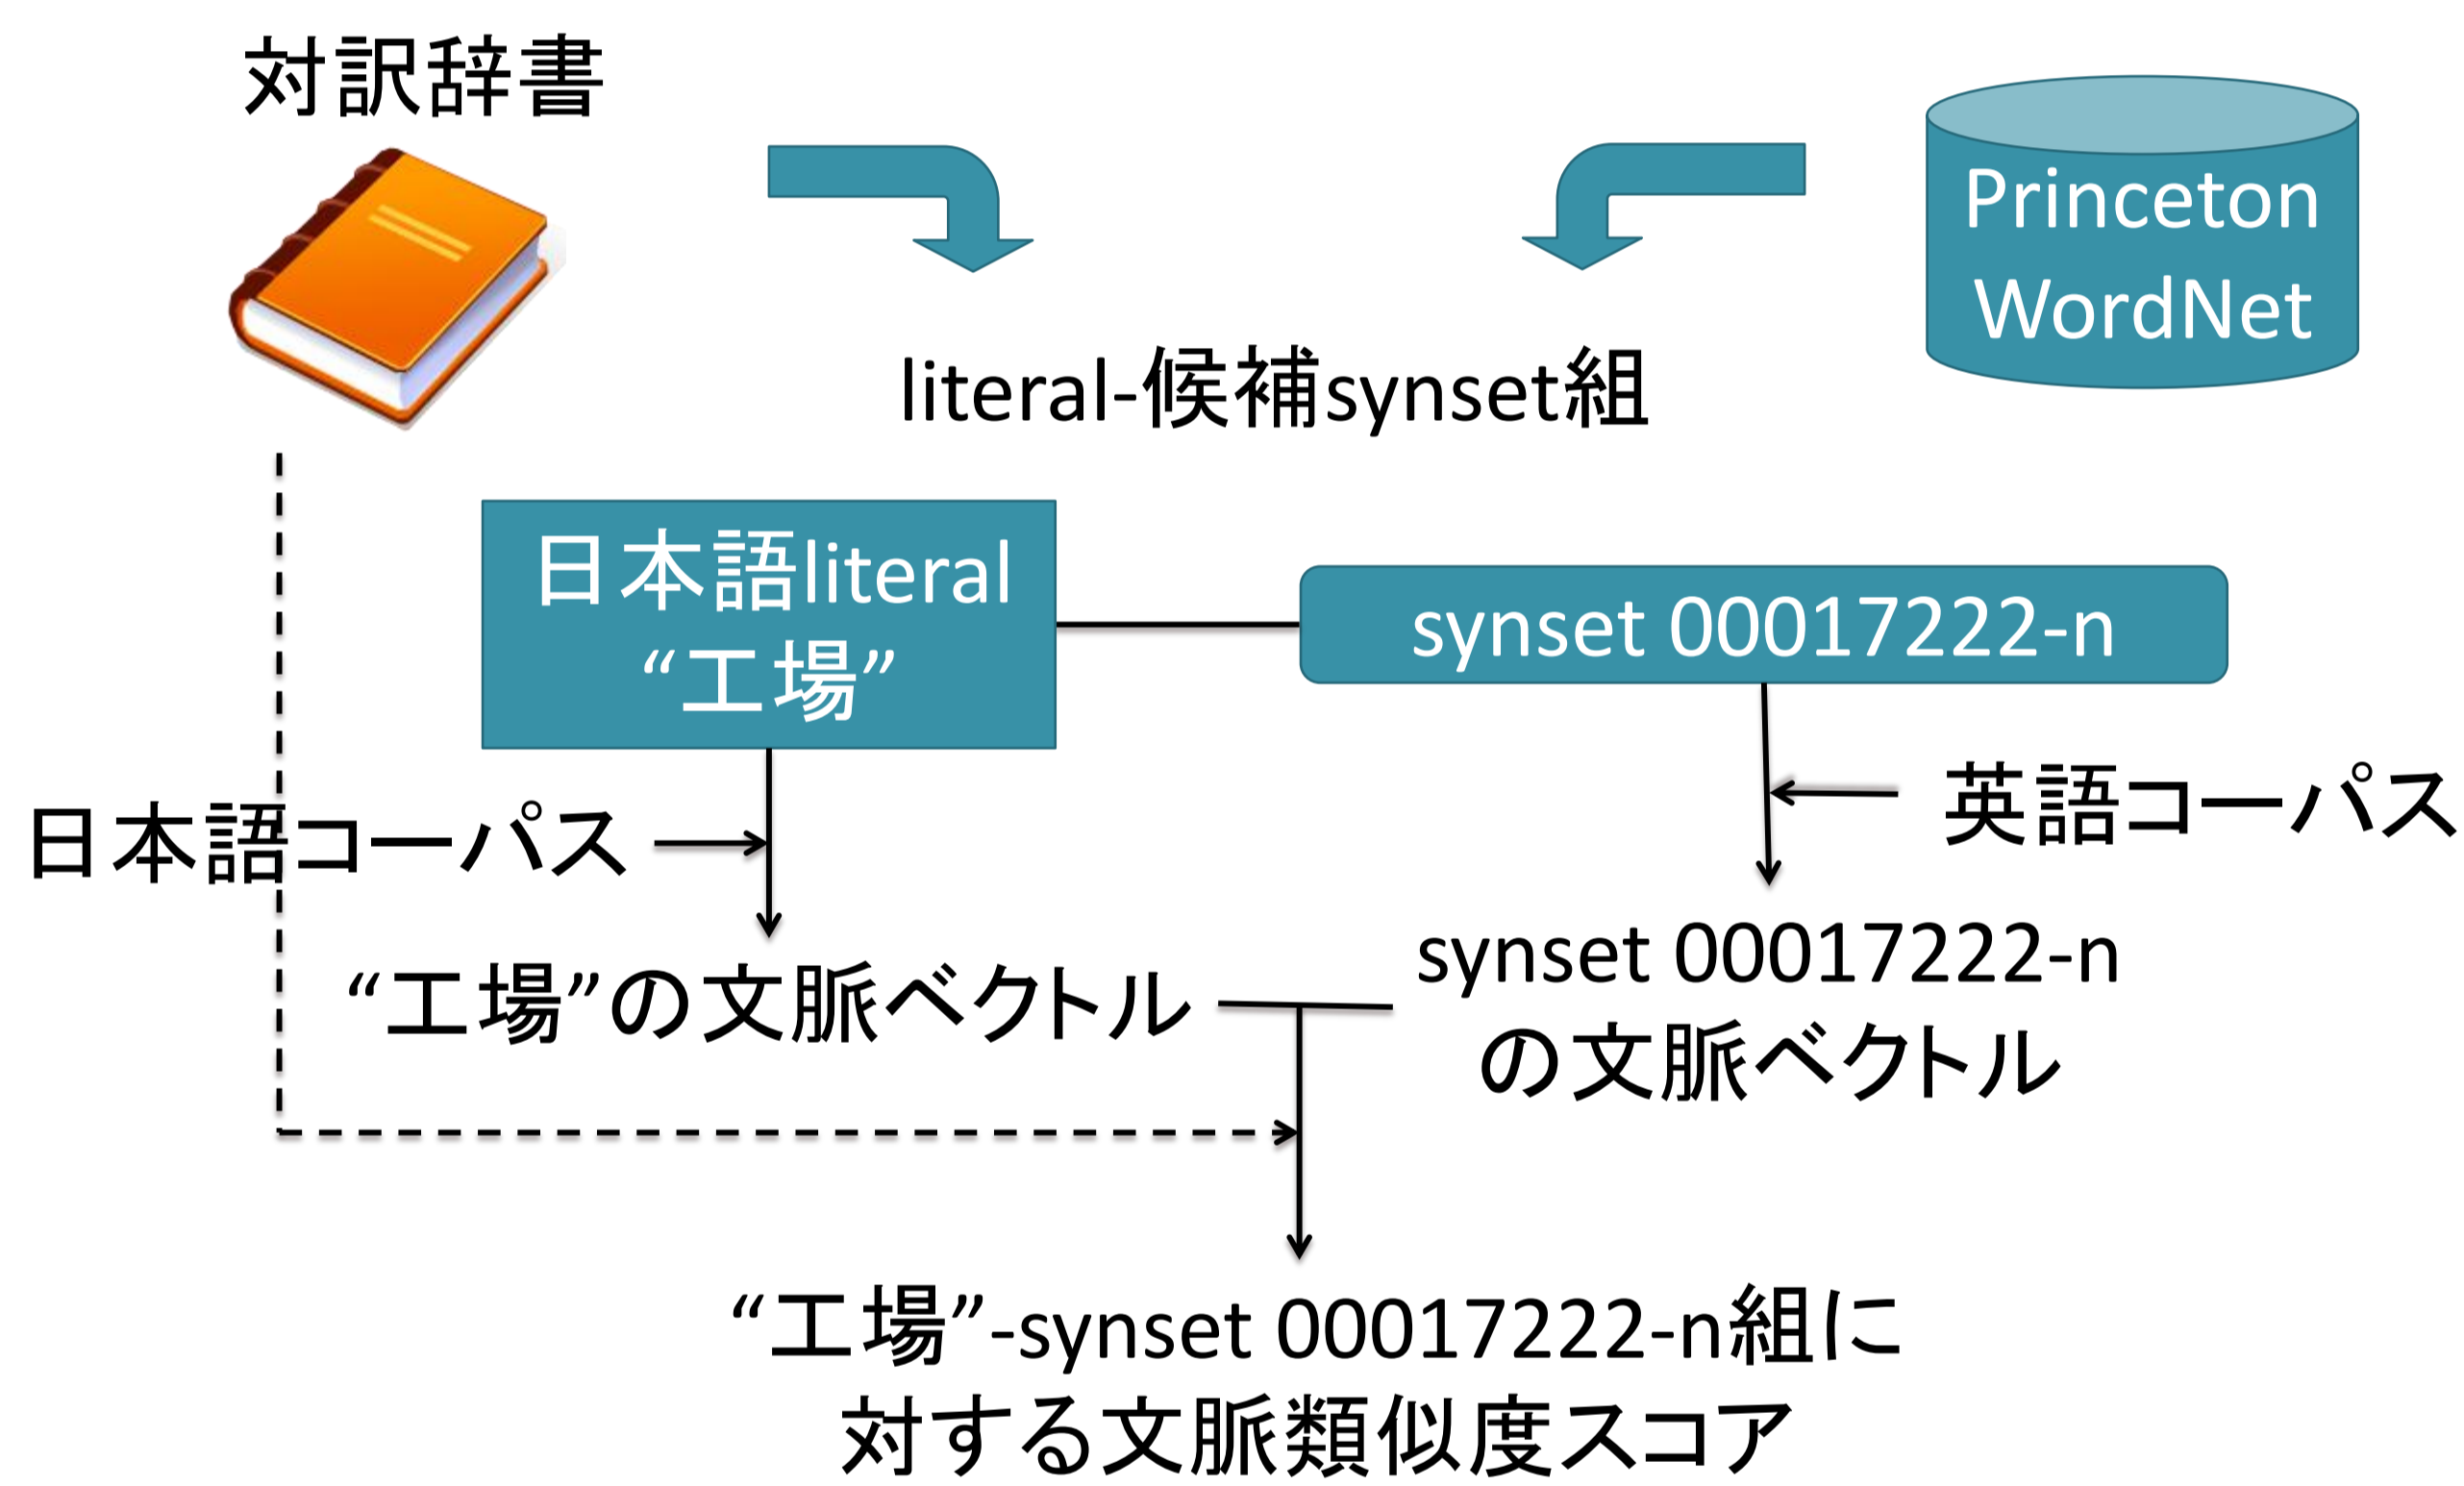 対訳辞書
Princeton
WordNet
literal-候補synset組
日本語literal
“工場”
synset 00017222-n
日本語コーパス
英語コーパス
“工場”の文脈ベクトル
synset 00017222-n
の文脈ベクトル
“工場”-synset 00017222-n組に
対する文脈類似度スコア